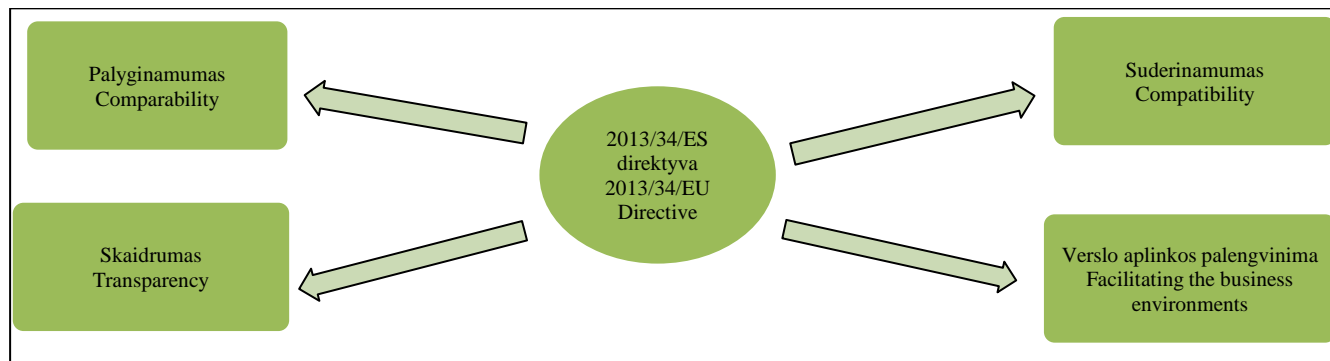 Palyginamumas
Comparability
Suderinamumas
Compatibility
2013/34/ES
direktyva
2013/34/EU
Directive
Skaidrumas
Transparency
Verslo aplinkos palengvinima
Facilitating the business
environments